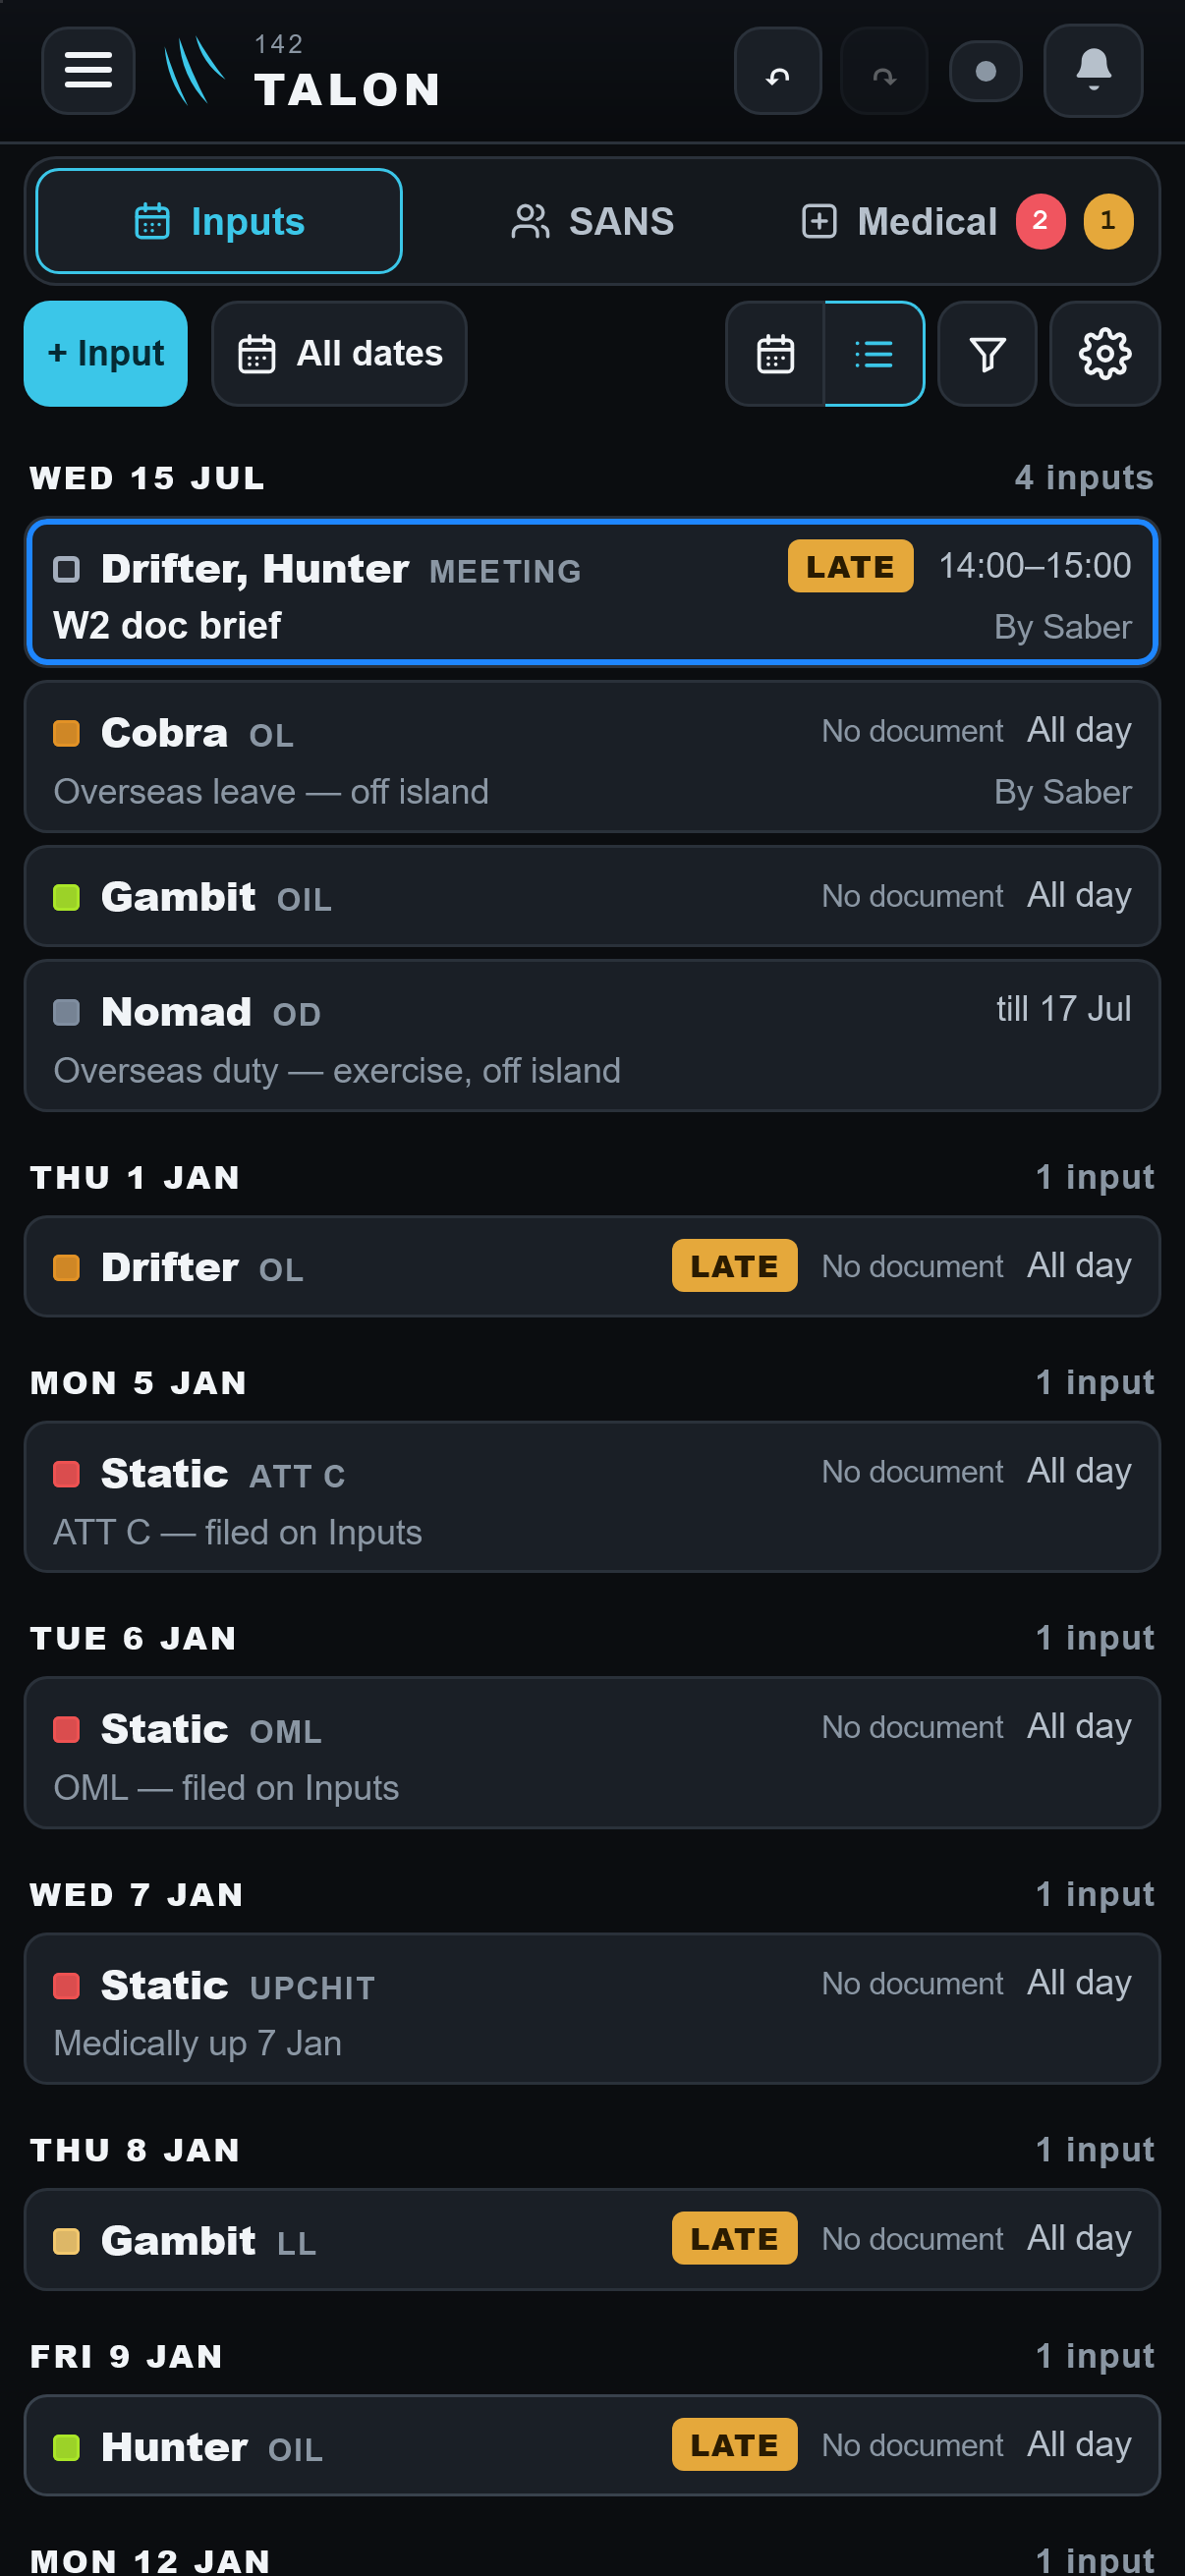 142
TALON
Inputs SANS Medical 2 1
+ Input All dates
WED 15 JUL 4 inputs
Drifter, Hunter MEETING LATE 14:00–15:00
W2 doc brief By Saber
Cobra OL No document All day
Overseas leave — off island By Saber
Gambit OIL No document All day
Nomad OD till 17 Jul
Overseas duty — exercise, off island
THU 1 JAN 1 input
Drifter OL LATE No document All day
MON 5 JAN 1 input
Static ATT C No document All day
ATT C — filed on Inputs
TUE 6 JAN 1 input
Static OML No document All day
OML — filed on Inputs
WED 7 JAN 1 input
Static UPCHIT No document All day
Medically up 7 Jan
THU 8 JAN 1 input
Gambit LL LATE No document All day
FRI 9 JAN 1 input
Hunter OIL LATE No document All day
MON 12 JAN 1 input